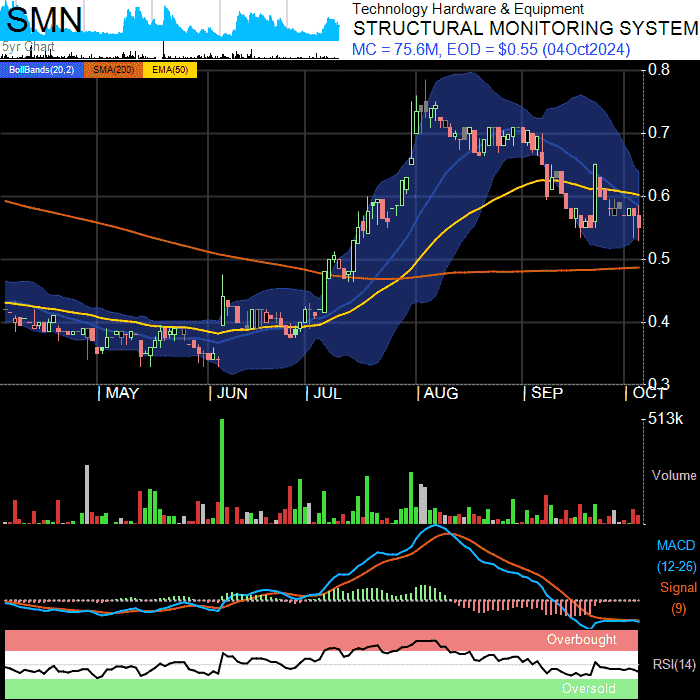 SMN
5yr Chart
Technology Hardware & Equipment
STRUCTURAL MONITORING SYSTEM
MC = 75.6M, EOD = $0.55 (04Oct2024)
BollBands(20,2) SMA(200) EMA(50)
0.8
0.7
0.6
0.5
0.4
0.3
MAY JUN JUL AUG SEP OCT
513k
Volume
MACD
(12-26)
Signal
(9)
Overbought
RSI(14)
Oversold